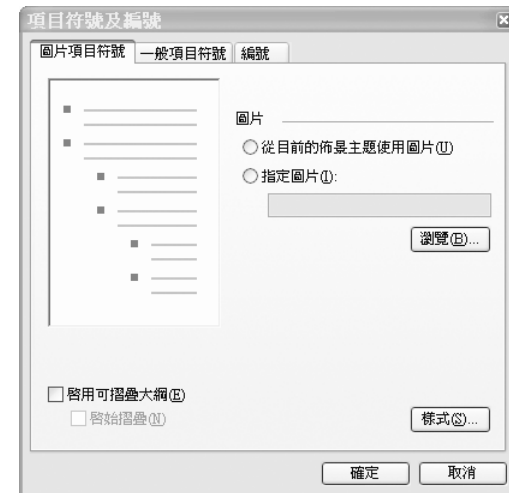 項目符號及編號
圖片項目符號 一般項目符號 編號
圖片
從目前的佈景主題使用圖片(U)
指定圖片(I):
瀏覽(B)...
啓用可摺疊大綱(E)
啓始摺疊(N)
樣式(S)...
確定 取消